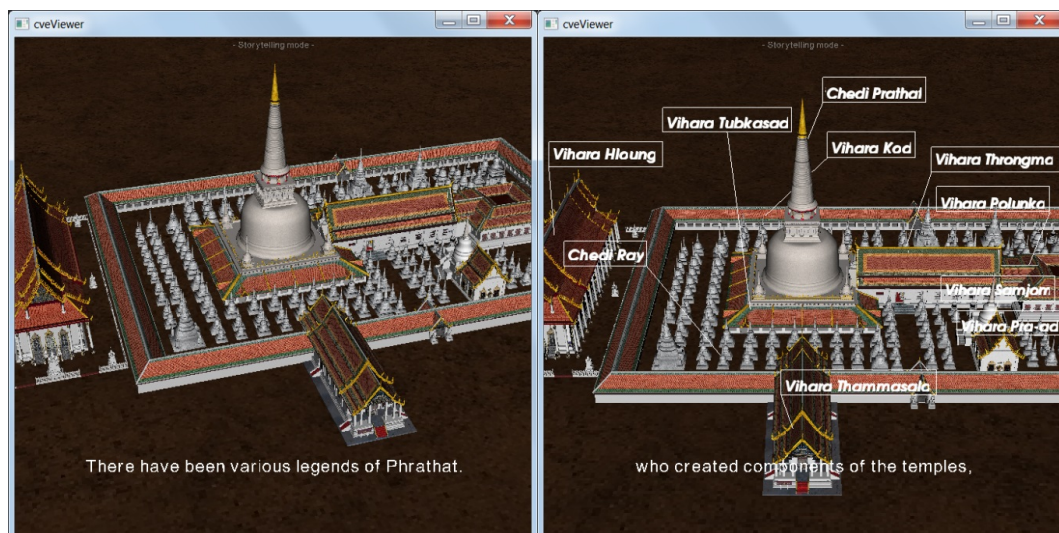 cveViewer
- Storytelling mode -
There have been various legends of Phrathat.
cveViewer
- Storytelling mode -
Chedi Prathat
Vihara Tubkasad
Vihara Kod
Vihara Hloung
Vihara Throngma
Vihara Polunka
Chedi Ray
Vihara Samjom
Vihara Pra-ad
Vihara Thammasala
who created components of the temples,